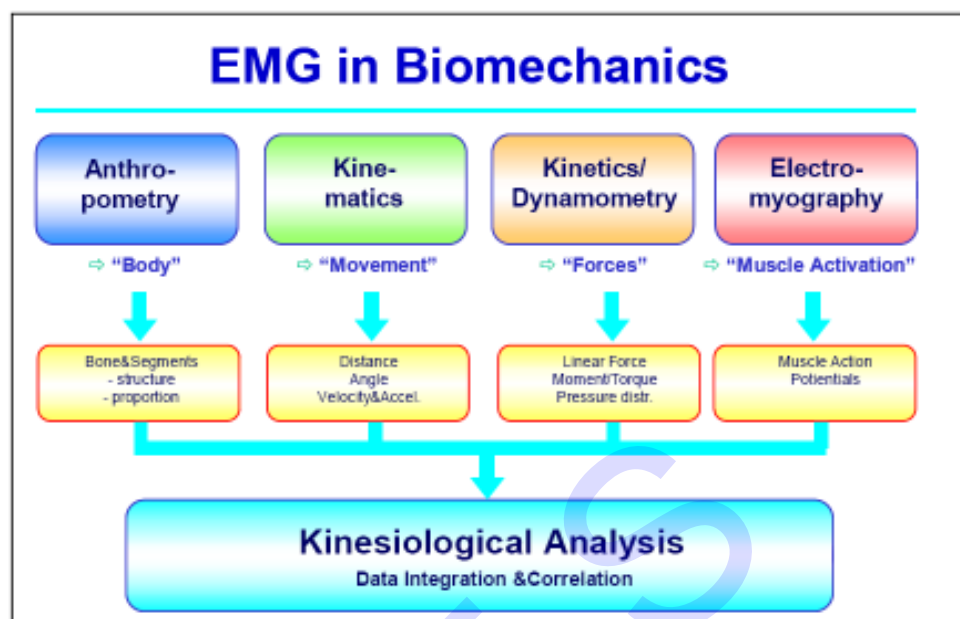 EMG in Biomechanics
Anthro-
pometry
Kine-
matics
Kinetics/
Dynamometry
Electro-
myography
⇨ “Body”
⇨ “Movement”
⇨ “Forces”
⇨ “Muscle Activation”
Bone&Segments
- structure
- proportion
Distance
Angle
Velocity&Accel.
Linear Force
Moment/Torque
Pressure distr.
Muscle Action
Potientials
Kinesiological Analysis
Data Integration &Correlation